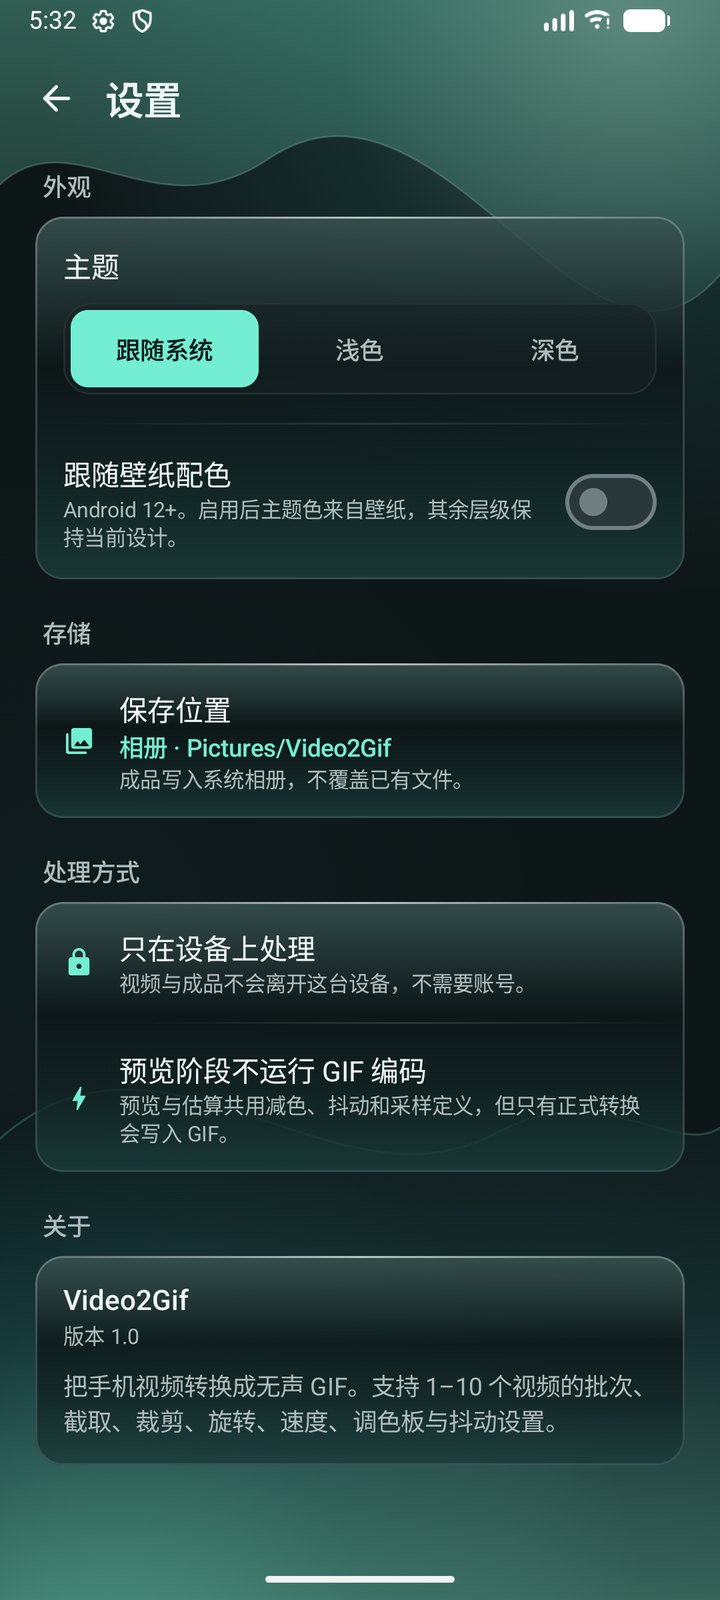 5:32
设置
外观
主题
跟随系统 浅色 深色
跟随壁纸配色
Android 12+。启用后主题色来自壁纸，其余层级保
持当前设计。
存储
保存位置
相册 · Pictures/Video2Gif
成品写入系统相册，不覆盖已有文件。
处理方式
只在设备上处理
视频与成品不会离开这台设备，不需要账号。
预览阶段不运行 GIF 编码
预览与估算共用减色、抖动和采样定义，但只有正式转换
会写入 GIF。
关于
Video2Gif
版本 1.0
把手机视频转换成无声 GIF。支持 1–10 个视频的批次、
截取、裁剪、旋转、速度、调色板与抖动设置。